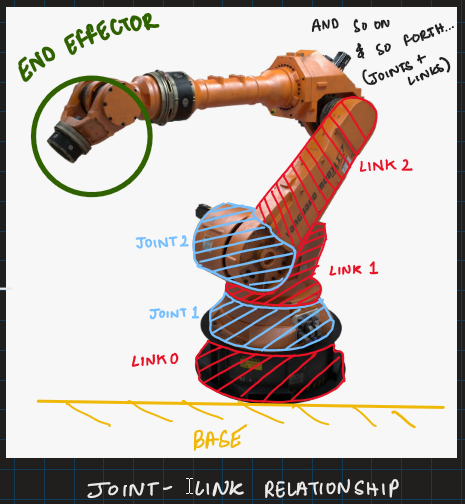 END EFFECTOR
AND SO ON
& SO FORTH...
(JOINTS +
LINKS)
LINK 2
JOINT 2
LINK 1
JOINT 1
LINK 0
BASE
JOINT- LINK RELATIONSHIP